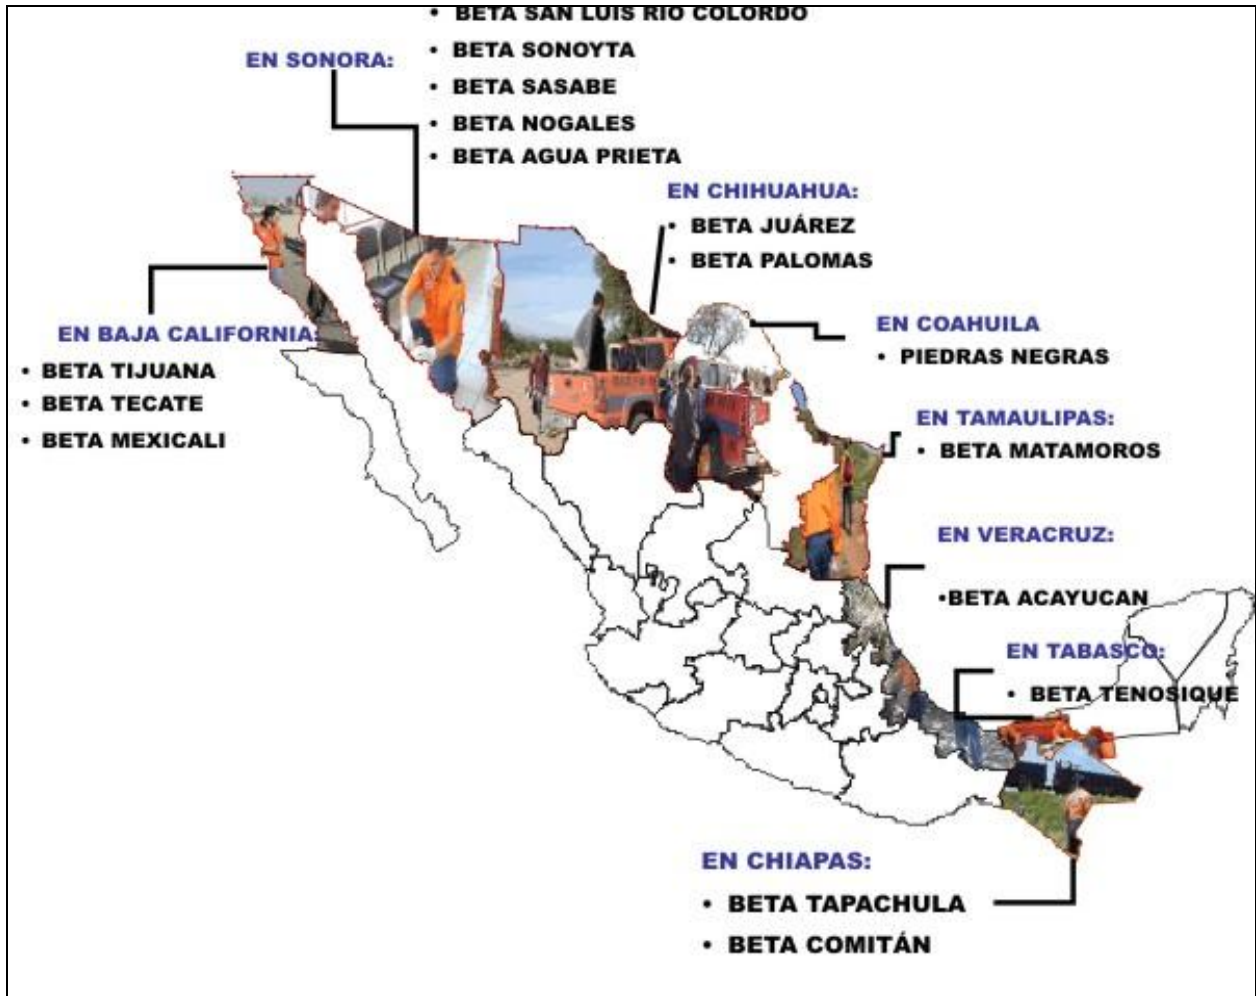 • BETA SAN LUIS RIO COLORDO
EN SONORA:
• BETA SONOYTA
• BETA SASABE
• BETA NOGALES
• BETA AGUA PRIETA
EN CHIHUAHUA:
• BETA JUÁREZ
• BETA PALOMAS
EN BAJA CALIFORNIA:
• BETA TIJUANA
• BETA TECATE
• BETA MEXICALI
EN COAHUILA
• PIEDRAS NEGRAS
EN TAMAULIPAS:
• BETA MATAMOROS
EN VERACRUZ:
•BETA ACAYUCAN
EN TABASCO:
• BETA TENOSIQUE
EN CHIAPAS:
• BETA TAPACHULA
• BETA COMITÁN